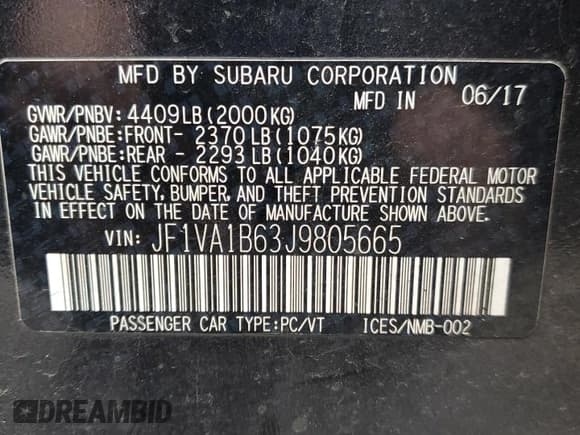 MFD BY SUBARU CORPORATION
MFD IN 06/17
GVWR/PNBV: 4409LB(2000KG)
GAWR/PNBE:FRONT- 2370LB(1075KG)
GAWR/PNBE:REAR - 2293LB(1040KG)
THIS VEHICLE CONFORMS TO ALL APPLICABLE FEDERAL MOTOR
VEHICLE SAFETY, BUMPER, AND THEFT PREVENTION STANDARDS
IN EFFECT ON THE DATE OF MANUFACTURE SHOWN ABOVE.
VIN: JF1VA1B63J9805665
PASSENGER CAR TYPE:PC/VT ICES/NMB-002
DREAMBID